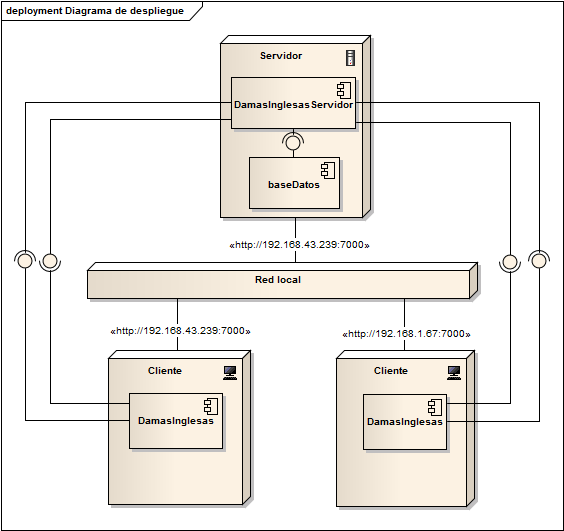 deployment Diagrama de despliegue
Servidor
DamasInglesasServidor
baseDatos
«http://192.168.43.239:7000»
Red local
«http://192.168.43.239:7000»
«http://192.168.1.67:7000»
Cliente
Cliente
DamasInglesas
DamasInglesas